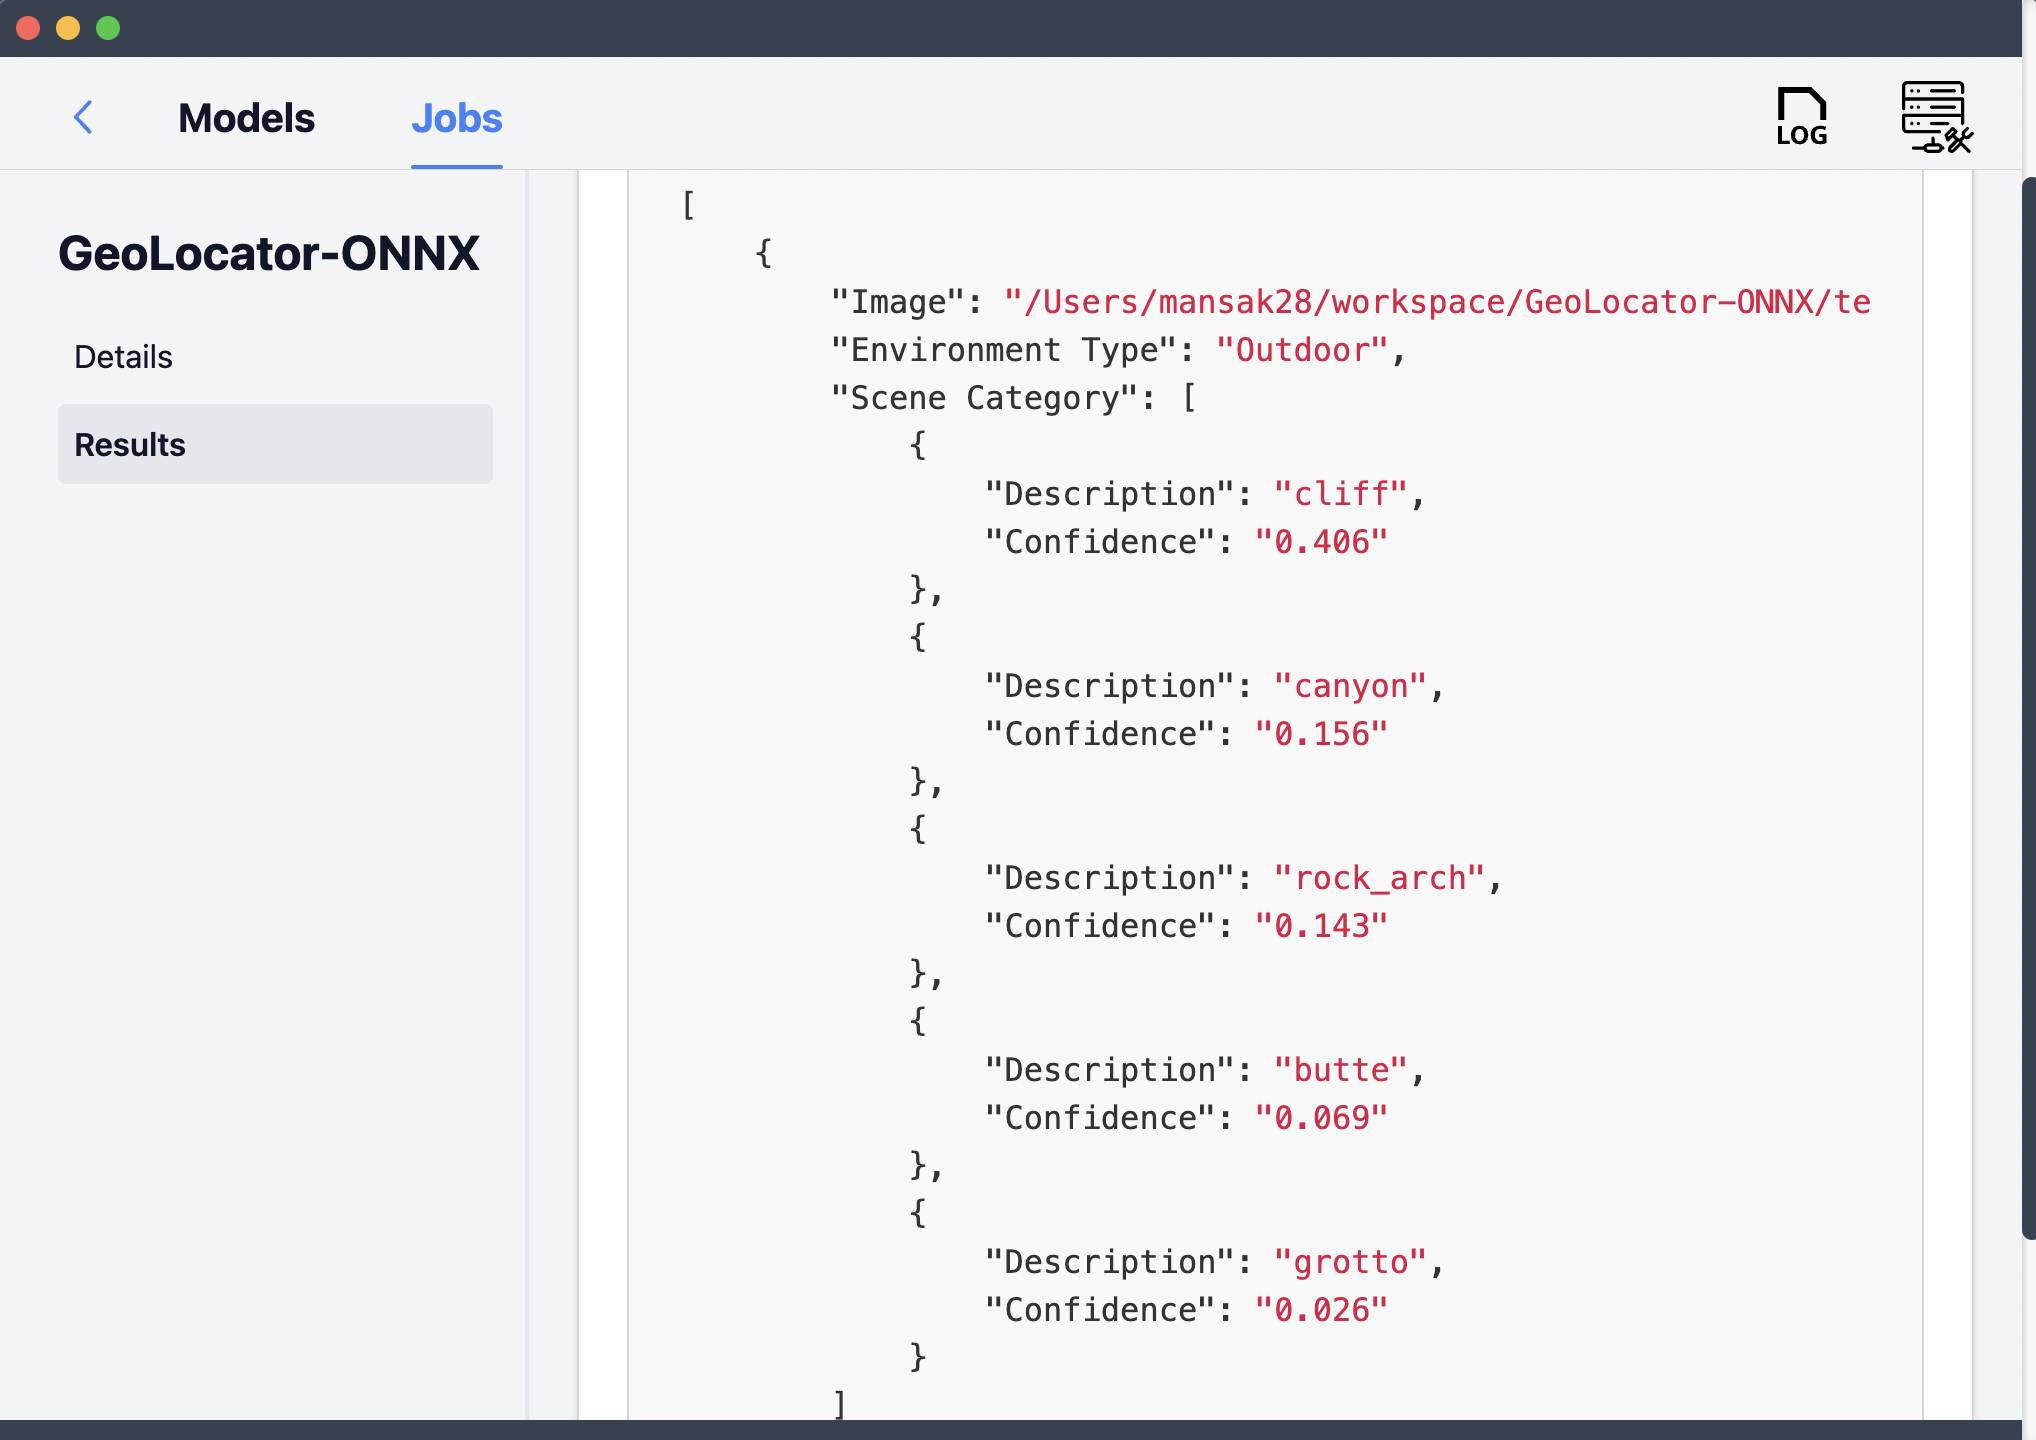 Models
Jobs
LOG
GeoLocator-ONNX
Details
Results
[
{
"Image": "/Users/mansak28/workspace/GeoLocator-ONNX/te
"Environment Type": "Outdoor",
"Scene Category": [
{
"Description": "cliff",
"Confidence": "0.406"
},
{
"Description": "canyon",
"Confidence": "0.156"
},
{
"Description": "rock_arch",
"Confidence": "0.143"
},
{
"Description": "butte",
"Confidence": "0.069"
},
{
"Description": "grotto",
"Confidence": "0.026"
}
]